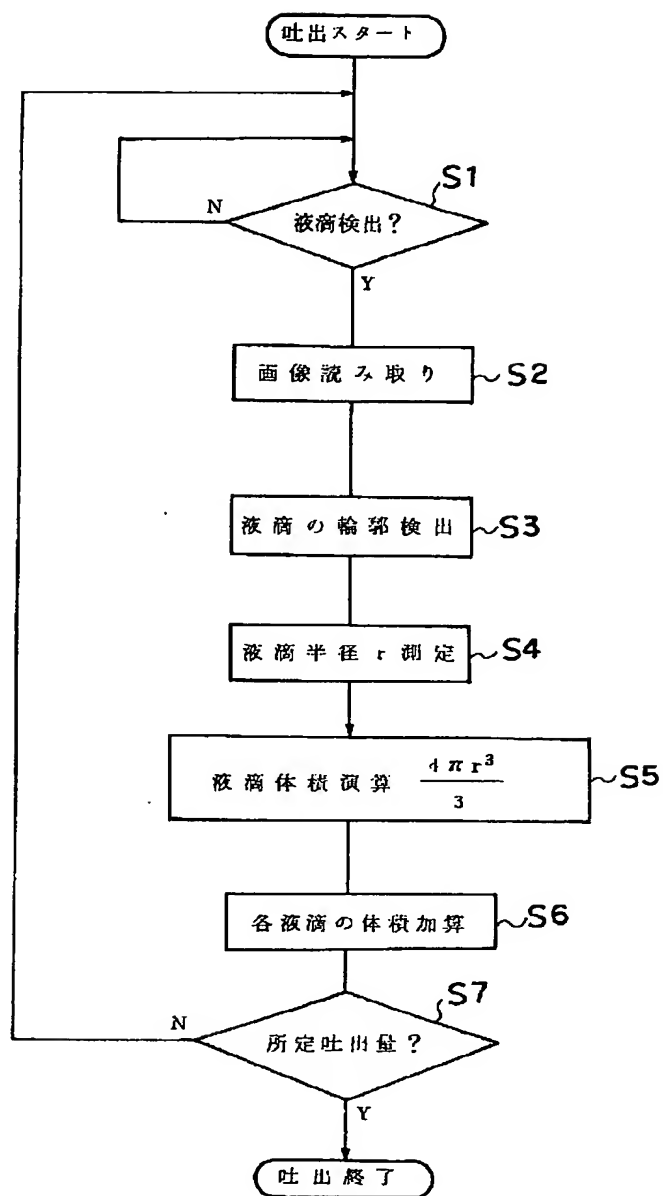 吐出スタート
S1
N
液滴検出?
Y
画像読み取り
S2
液滴の輪郭検出
S3
液滴半径 r 測定
S4
液滴体積演算 4πr³/3
S5
各液滴の体積加算
S6
S7
N
所定吐出量?
Y
吐出終了